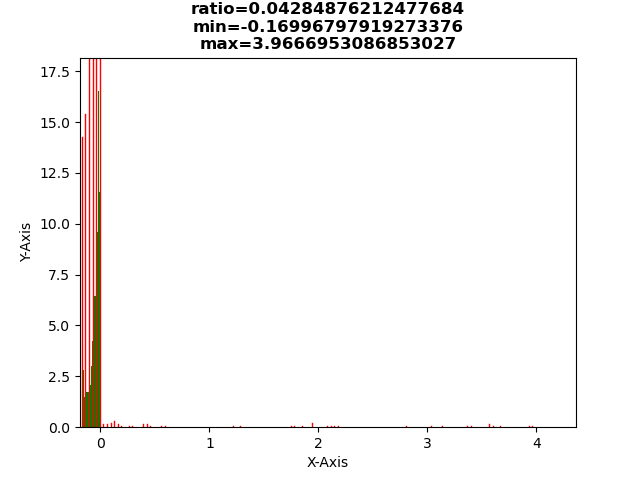 ratio=0.04284876212477684
min=-0.16996797919273376
max=3.9666953086853027
17.5
15.0
12.5
10.0
7.5
5.0
2.5
0.0
Y-Axis
0 1 2 3 4
X-Axis